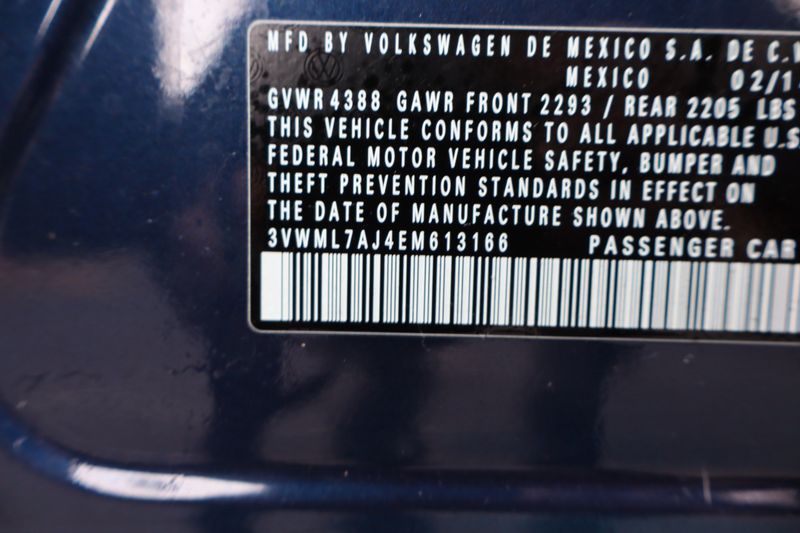 MFD BY VOLKSWAGEN DE MEXICO S.A. DE C.V
MEXICO 02/1
GVWR 4388 GAWR FRONT 2293 / REAR 2205 LBS
THIS VEHICLE CONFORMS TO ALL APPLICABLE U.S
FEDERAL MOTOR VEHICLE SAFETY, BUMPER AND
THEFT PREVENTION STANDARDS IN EFFECT ON
THE DATE OF MANUFACTURE SHOWN ABOVE.
3VWML7AJ4EM613166 PASSENGER CAR